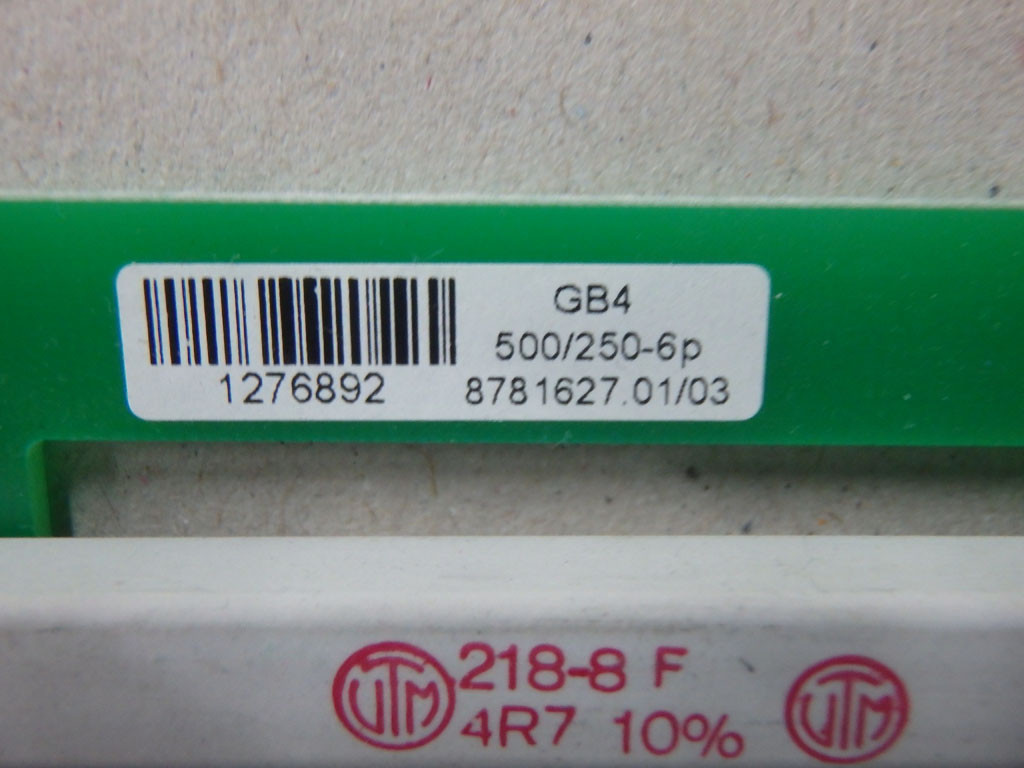 GB4
500/250-6p
1276892
8781627.01/03
UTM 218-8 F UTM
4R7 10%